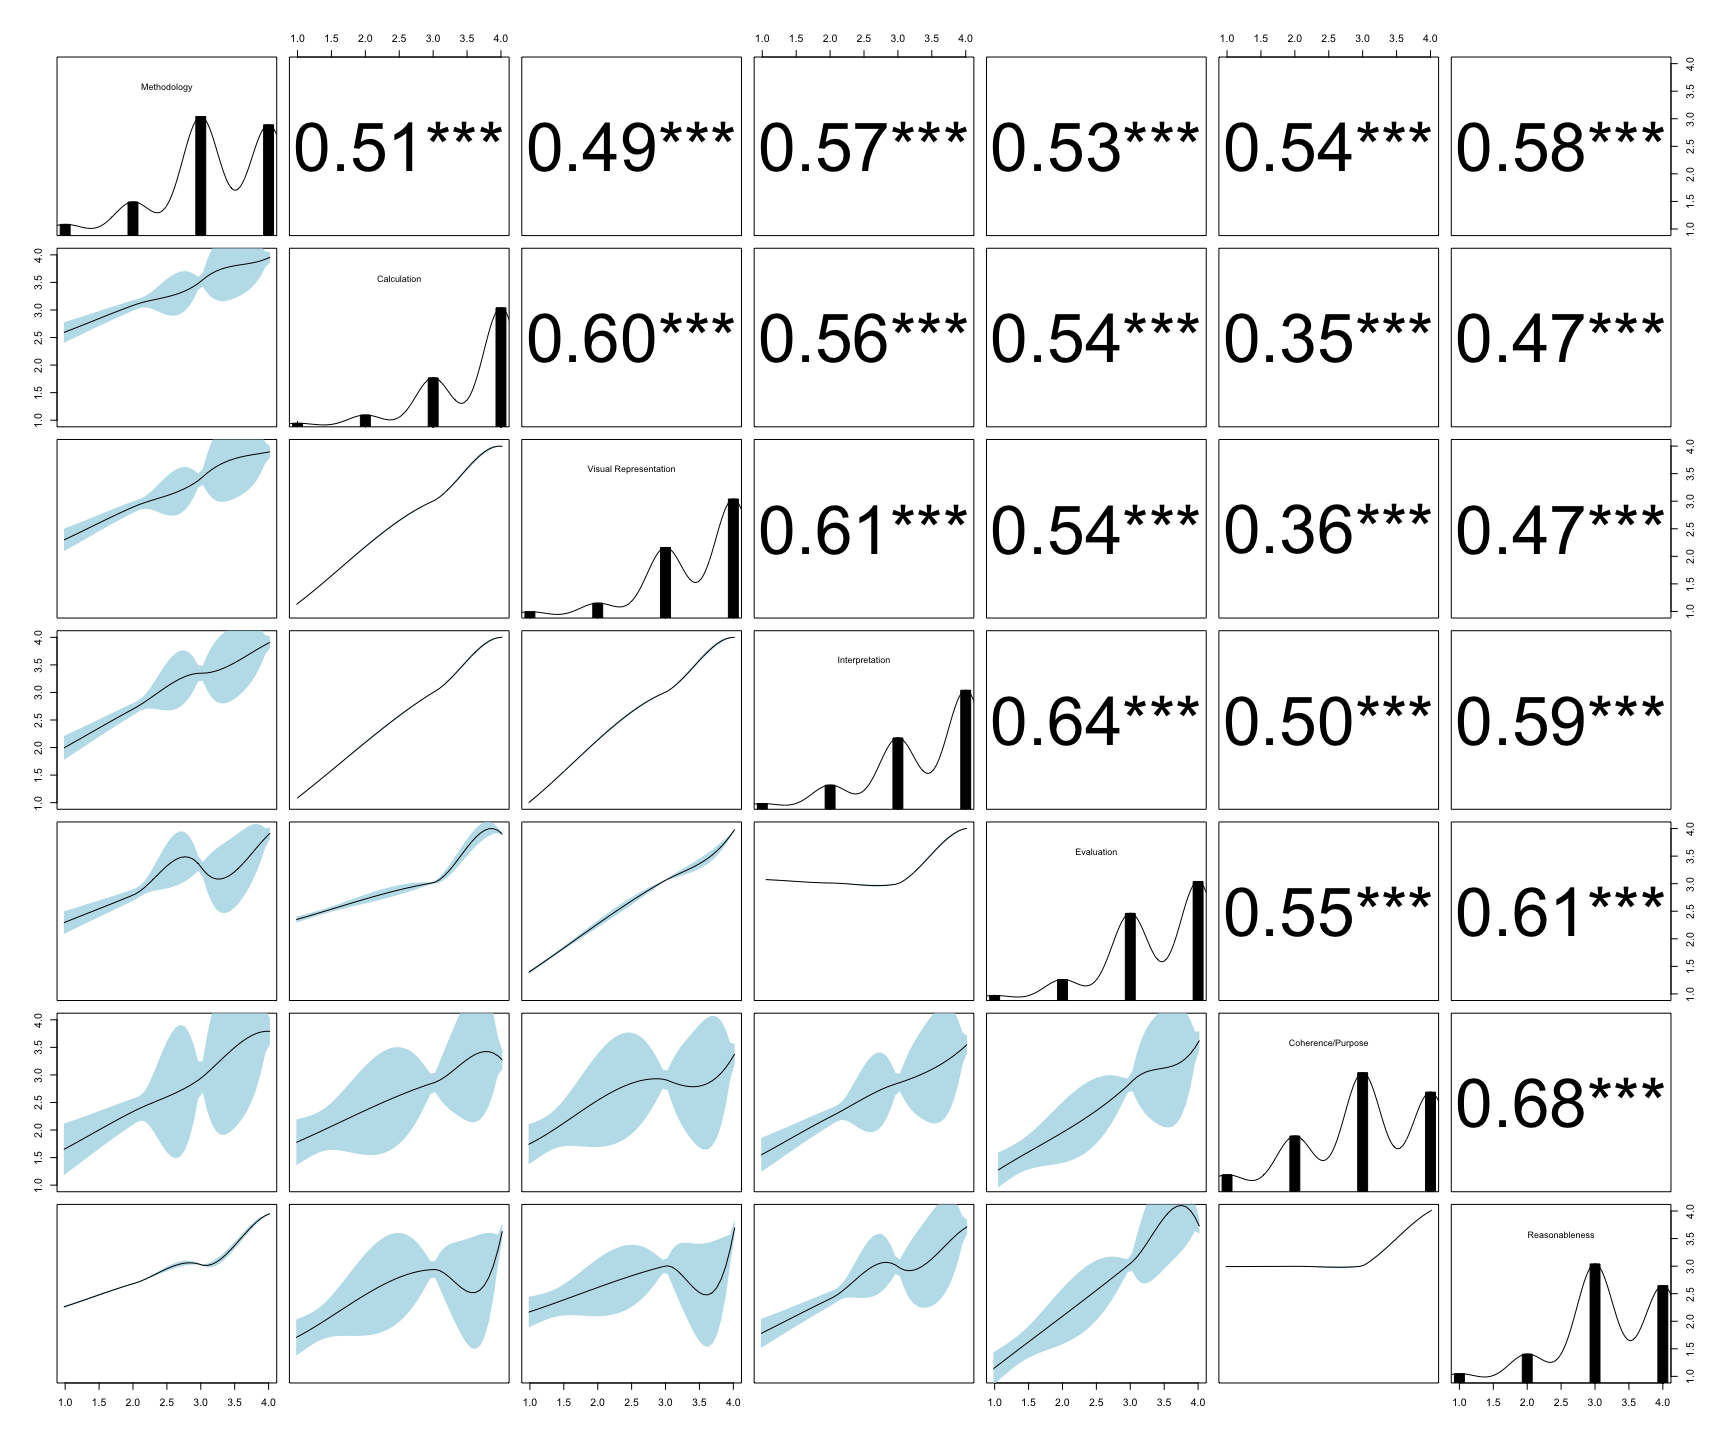 1.0 1.5 2.0 2.5 3.0 3.5 4.0 1.0 1.5 2.0 2.5 3.0 3.5 4.0 1.0 1.5 2.0 2.5 3.0 3.5 4.0
Methodology 0.51*** 0.49*** 0.57*** 0.53*** 0.54*** 0.58***
1.0 1.5 2.0 2.5 3.0 3.5 4.0
1.0 1.5 2.0 2.5 3.0 3.5 4.0
Calculation 0.60*** 0.56*** 0.54*** 0.35*** 0.47***
Visual Representation 0.61*** 0.54*** 0.36*** 0.47***
1.0 1.5 2.0 2.5 3.0 3.5 4.0
1.0 1.5 2.0 2.5 3.0 3.5 4.0
Interpretation 0.64*** 0.50*** 0.59***
Evaluation 0.55*** 0.61***
1.0 1.5 2.0 2.5 3.0 3.5 4.0
1.0 1.5 2.0 2.5 3.0 3.5 4.0
Coherence/Purpose 0.68***
Reasonableness
1.0 1.5 2.0 2.5 3.0 3.5 4.0
1.0 1.5 2.0 2.5 3.0 3.5 4.0 1.0 1.5 2.0 2.5 3.0 3.5 4.0 1.0 1.5 2.0 2.5 3.0 3.5 4.0 1.0 1.5 2.0 2.5 3.0 3.5 4.0